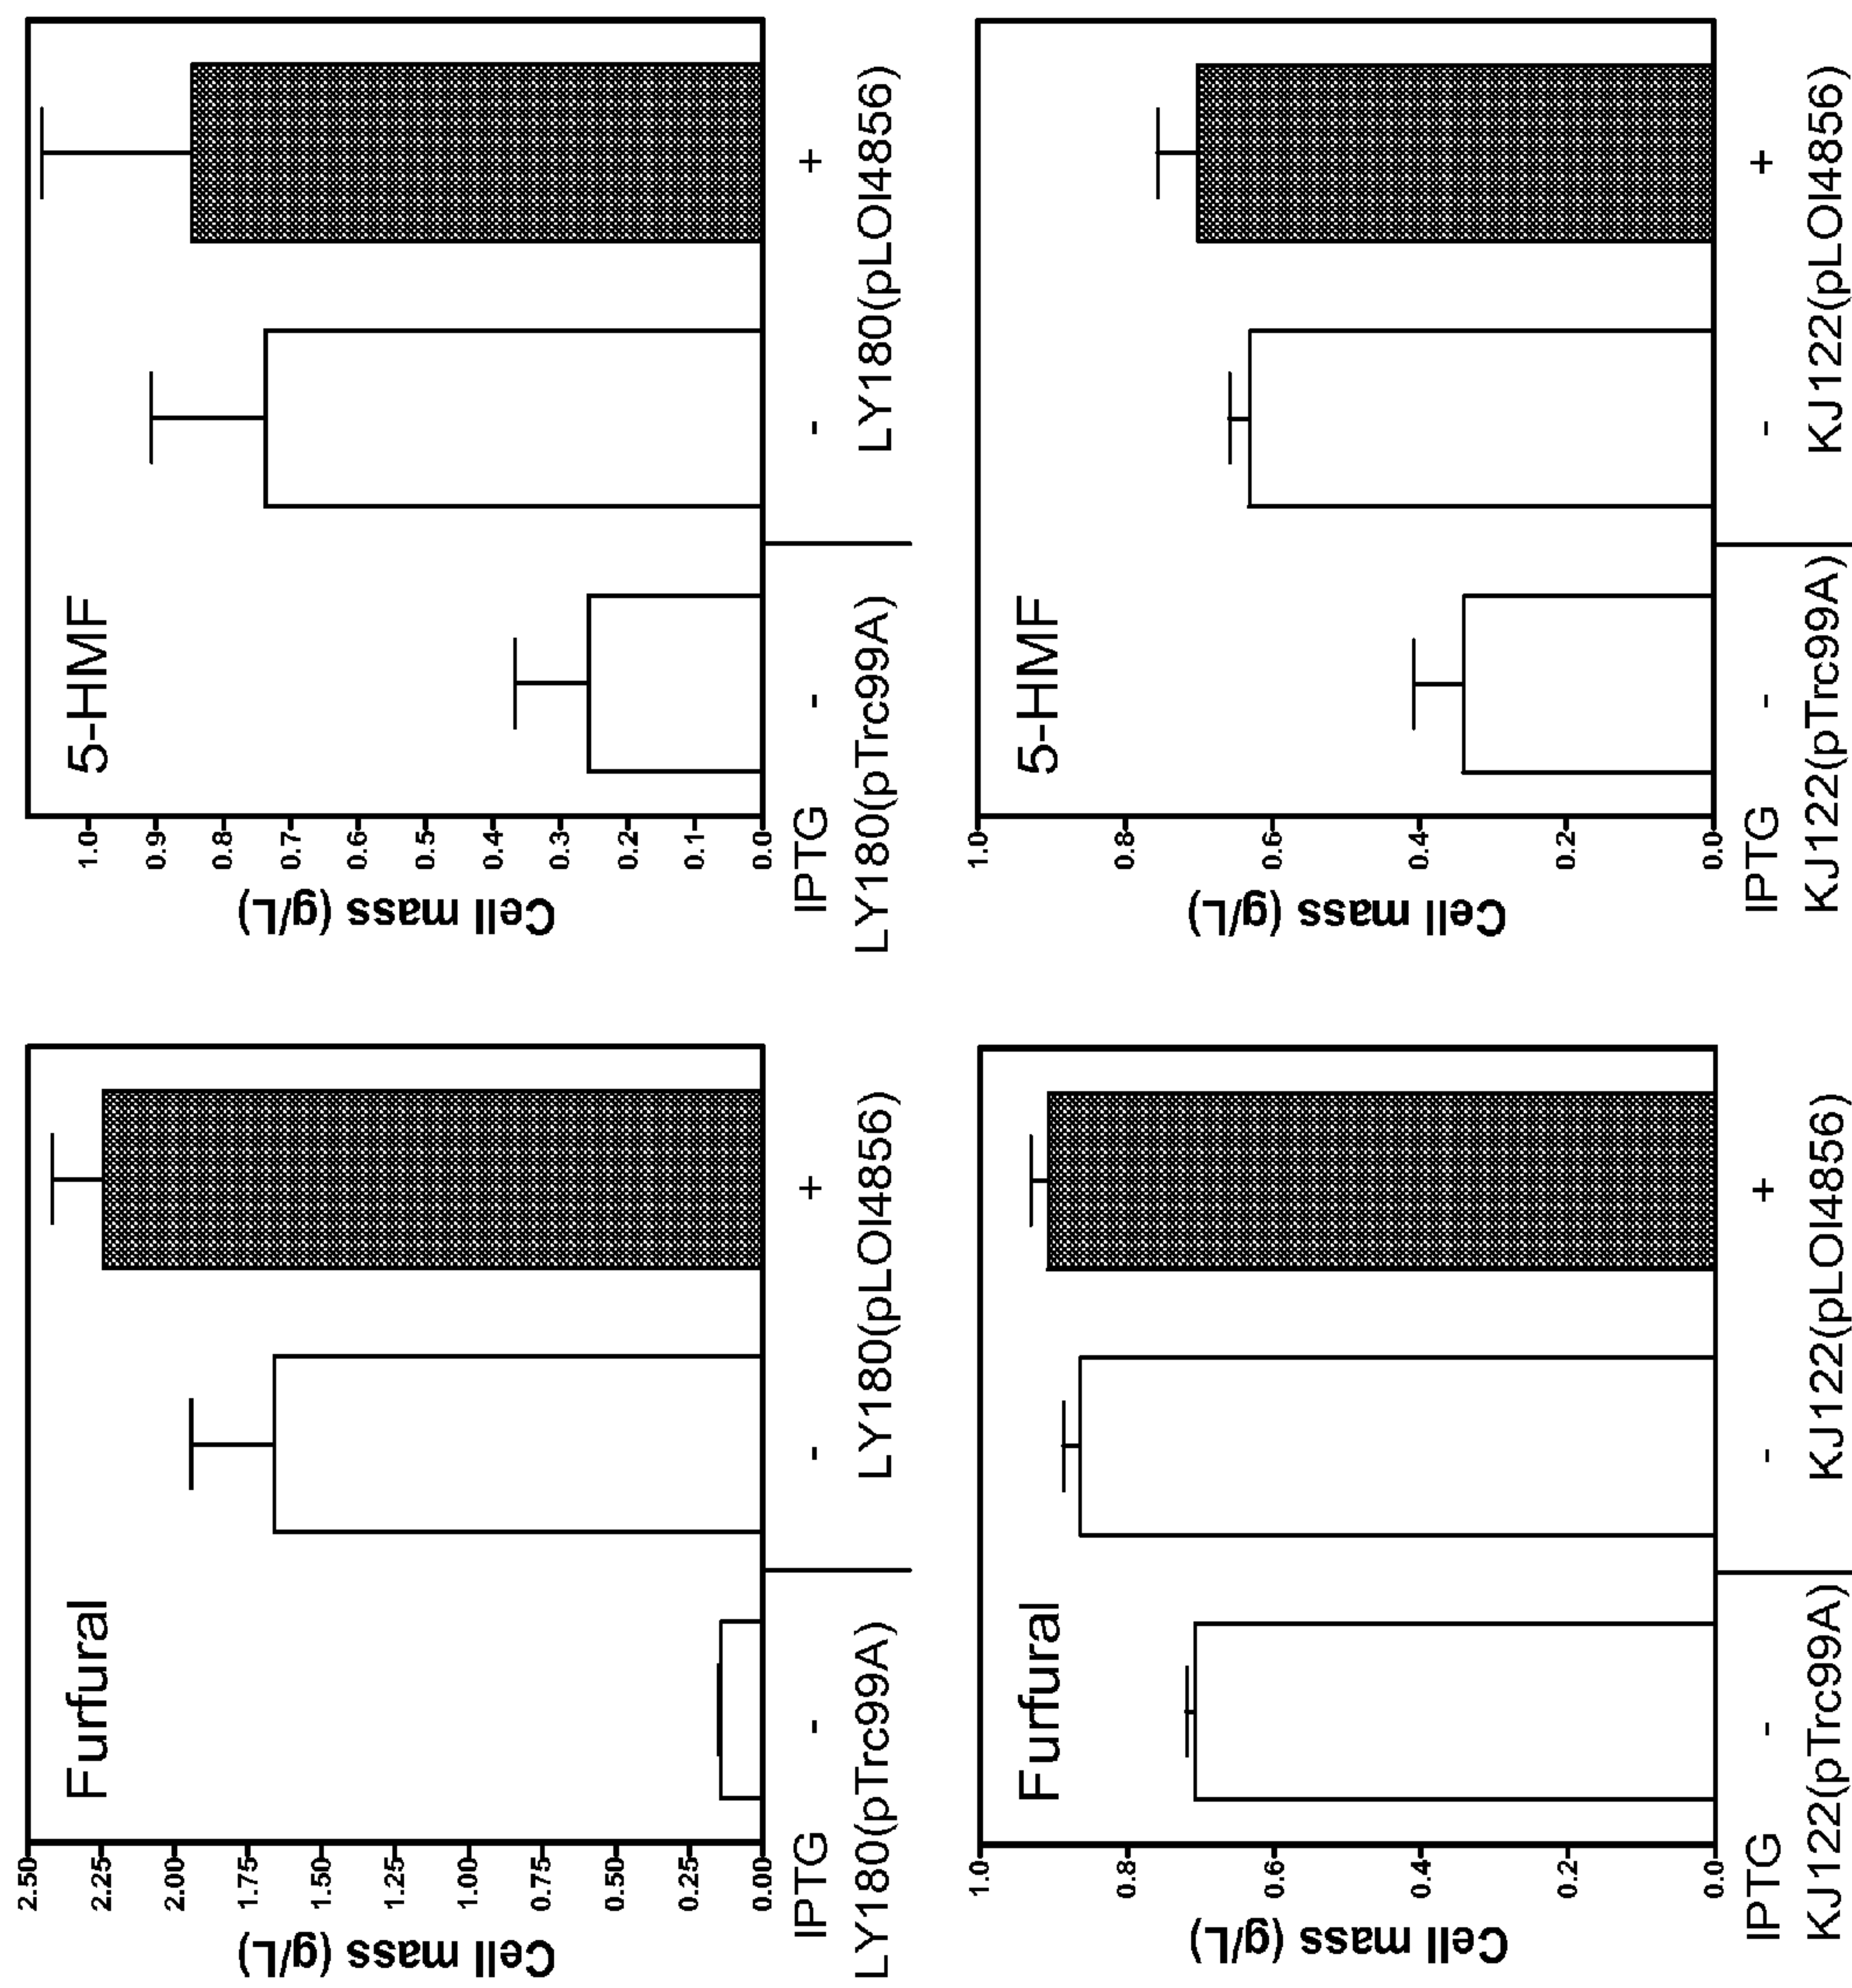 Furfural
Cell mass (g/L)
2.50
2.25
2.00
1.75
1.50
1.25
1.00
0.75
0.50
0.25
0.00
IPTG - - +
LY180(pTrc99A) LY180(pLOI4856)
5-HMF
Cell mass (g/L)
1.0
0.9
0.8
0.7
0.6
0.5
0.4
0.3
0.2
0.1
0.0
IPTG - - +
LY180(pTrc99A) LY180(pLOI4856)
Furfural
Cell mass (g/L)
1.0
0.8
0.6
0.4
0.2
0.0
IPTG - - +
KJ122(pTrc99A) KJ122(pLOI4856)
5-HMF
Cell mass (g/L)
1.0
0.8
0.6
0.4
0.2
0.0
IPTG - - +
KJ122(pTrc99A) KJ122(pLOI4856)